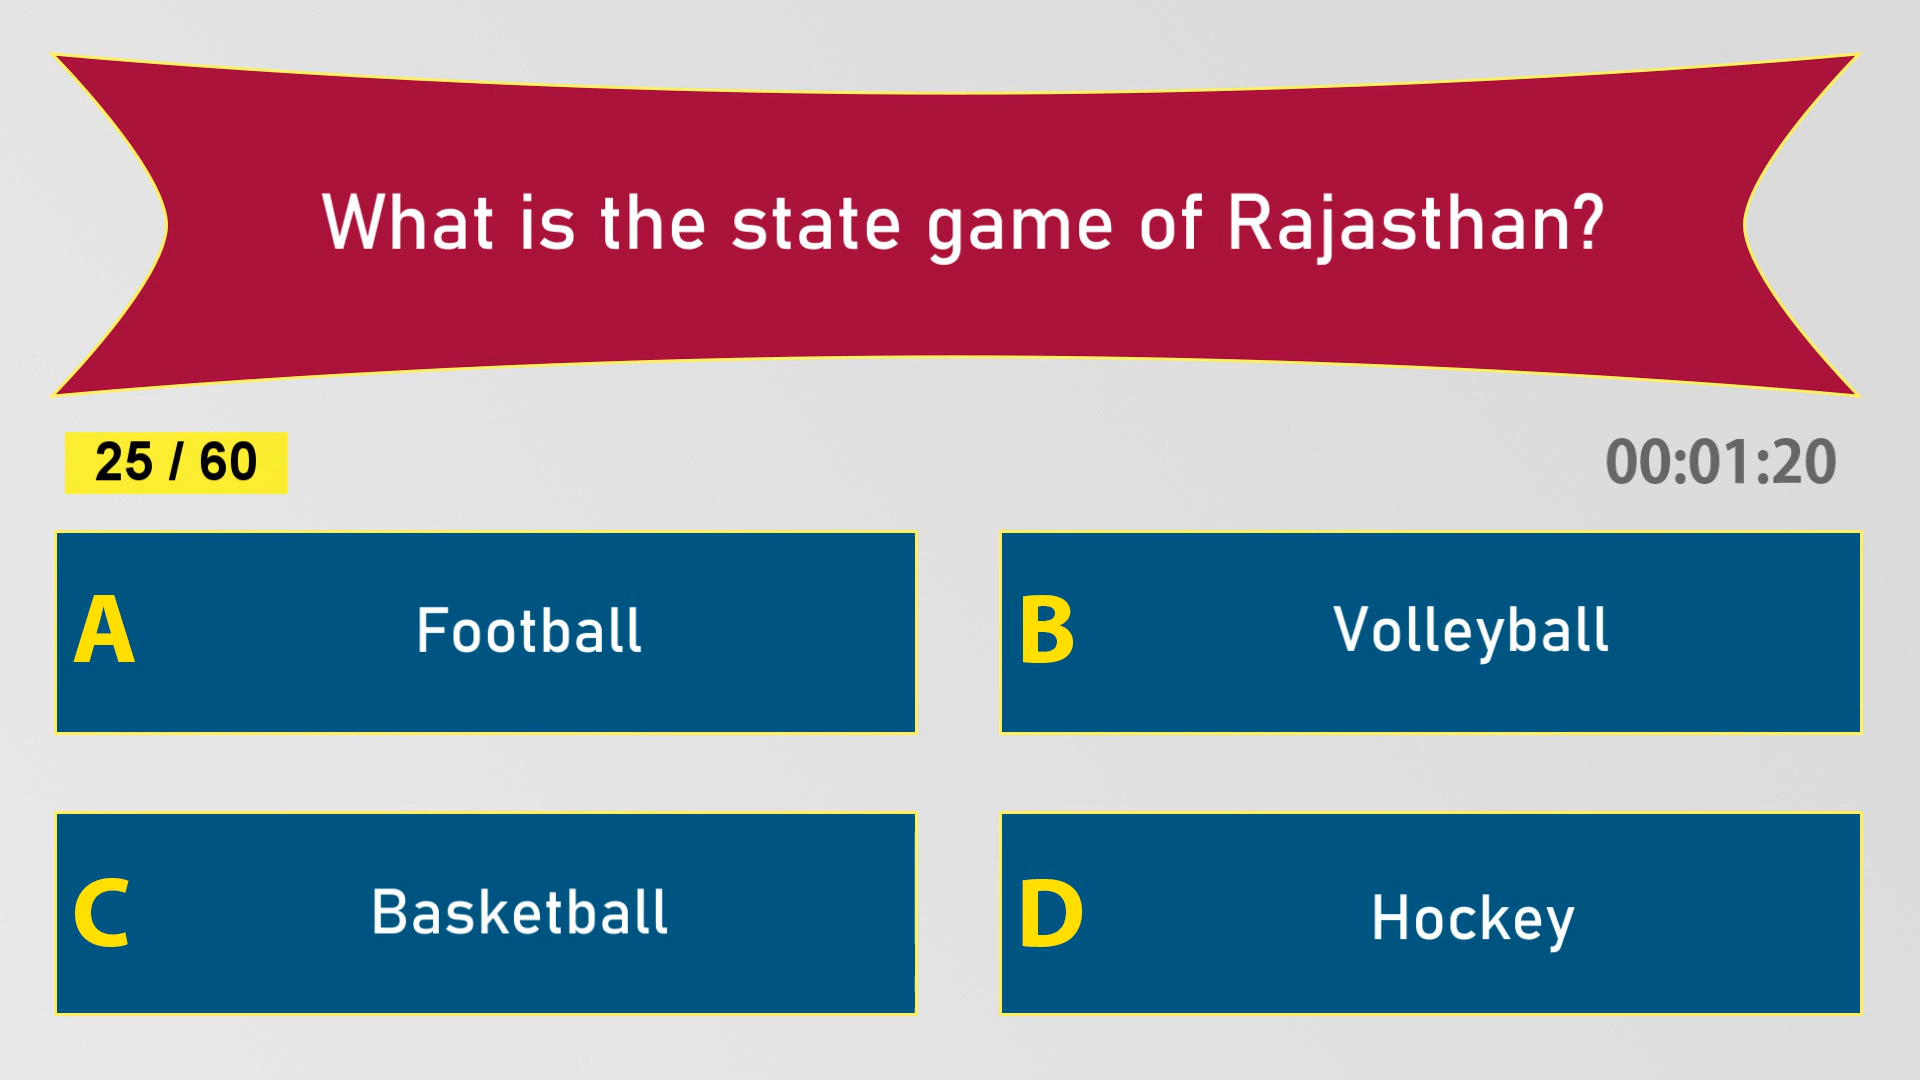 What is the state game of Rajasthan?
25 / 60
00:01:20
A
Football
B
Volleyball
C
Basketball
D
Hockey